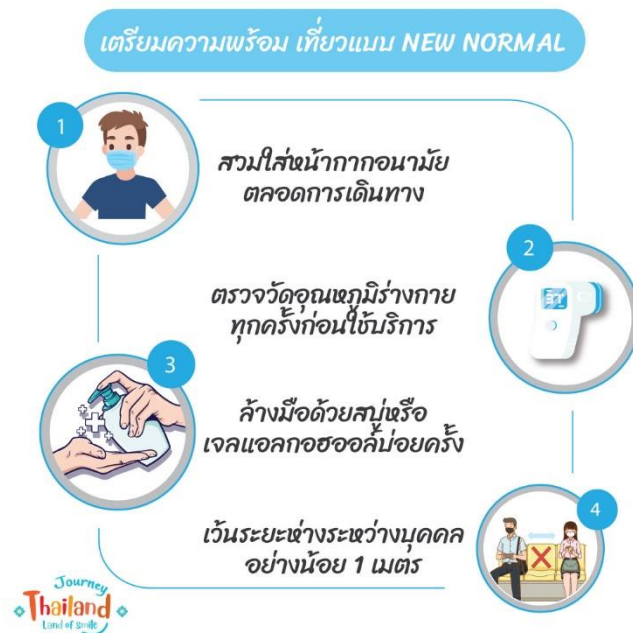 เตรียมความพร้อม เที่ยวแบบ NEW NORMAL
1
สวมใส่หน้ากากอนามัย
ตลอดการเดินทาง
2
ตรวจวัดอุณหภูมิร่างกาย
ทุกครั้งก่อนใช้บริการ
37
3
ล้างมือด้วยสบู่หรือ
เจลแอลกอฮออล์บ่อยครั้ง
4
เว้นระยะห่างระหว่างบุคคล
อย่างน้อย 1 เมตร
Journey
Thailand
Land of Smile